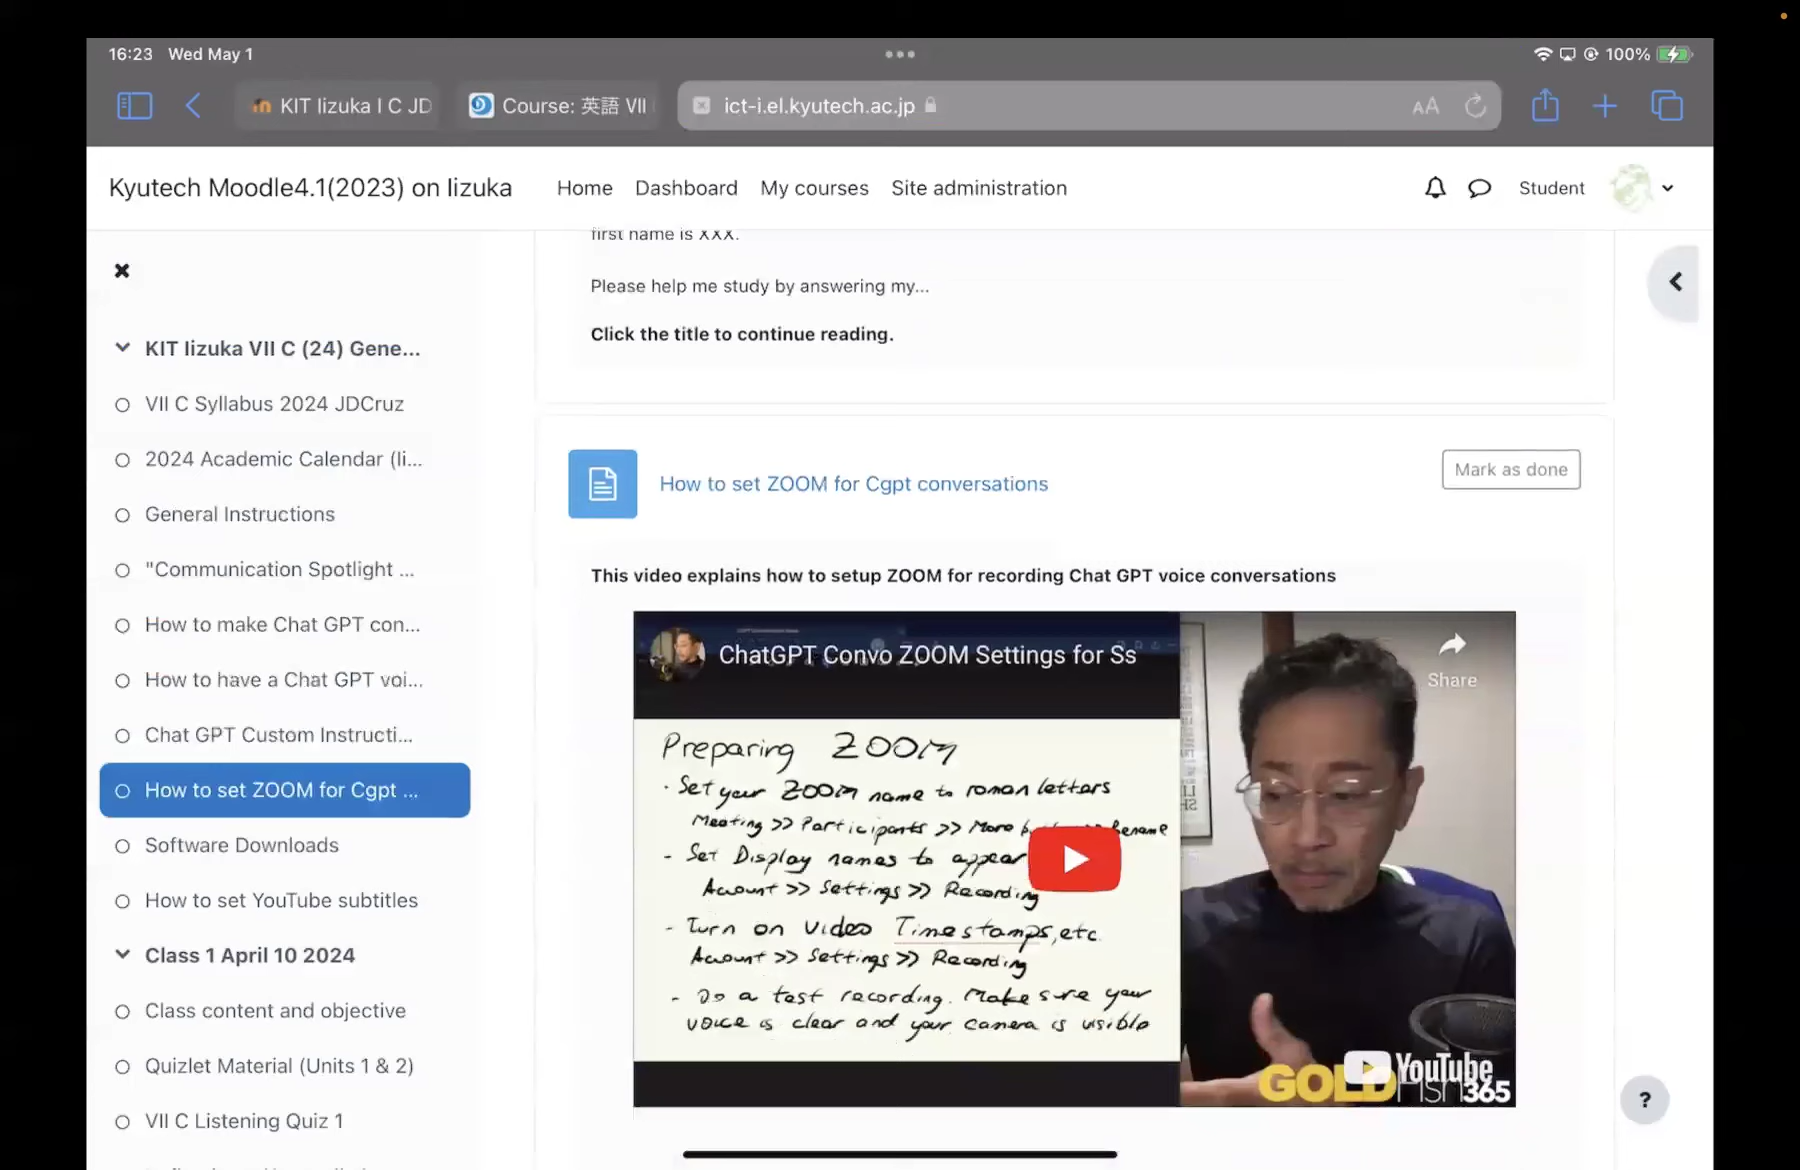 16:23 Wed May 1
100%
KIT Iizuka I C JD
Course: 英語 VII
ict-i.el.kyutech.ac.jp
AA
Kyutech Moodle4.1(2023) on Iizuka
Home Dashboard My courses Site administration
Student
first name is XXX.
Please help me study by answering my...
Click the title to continue reading.
KIT Iizuka VII C (24) Gene...
VII C Syllabus 2024 JDCruz
2024 Academic Calendar (Ii...
General Instructions
"Communication Spotlight ...
How to make Chat GPT con...
How to have a Chat GPT voi...
Chat GPT Custom Instructi...
How to set ZOOM for Cgpt ...
Software Downloads
How to set YouTube subtitles
Class 1 April 10 2024
Class content and objective
Quizlet Material (Units 1 & 2)
VII C Listening Quiz 1
How to set ZOOM for Cgpt conversations
Mark as done
This video explains how to setup ZOOM for recording Chat GPT voice conversations
ChatGPT Convo ZOOM Settings for Ss
Share
Preparing ZOOM
· Set your ZOOM name to roman letters
Meeting >> Participants >> More Rename
- Set Display names to appear
Account >> Settings >> Recording
- Turn on video Timestamps, etc.
Account >> Settings >> Recording
- Do a test recording. Make sure your
voice is clear and your camera is visible
YouTube
GOLDFISH365
?